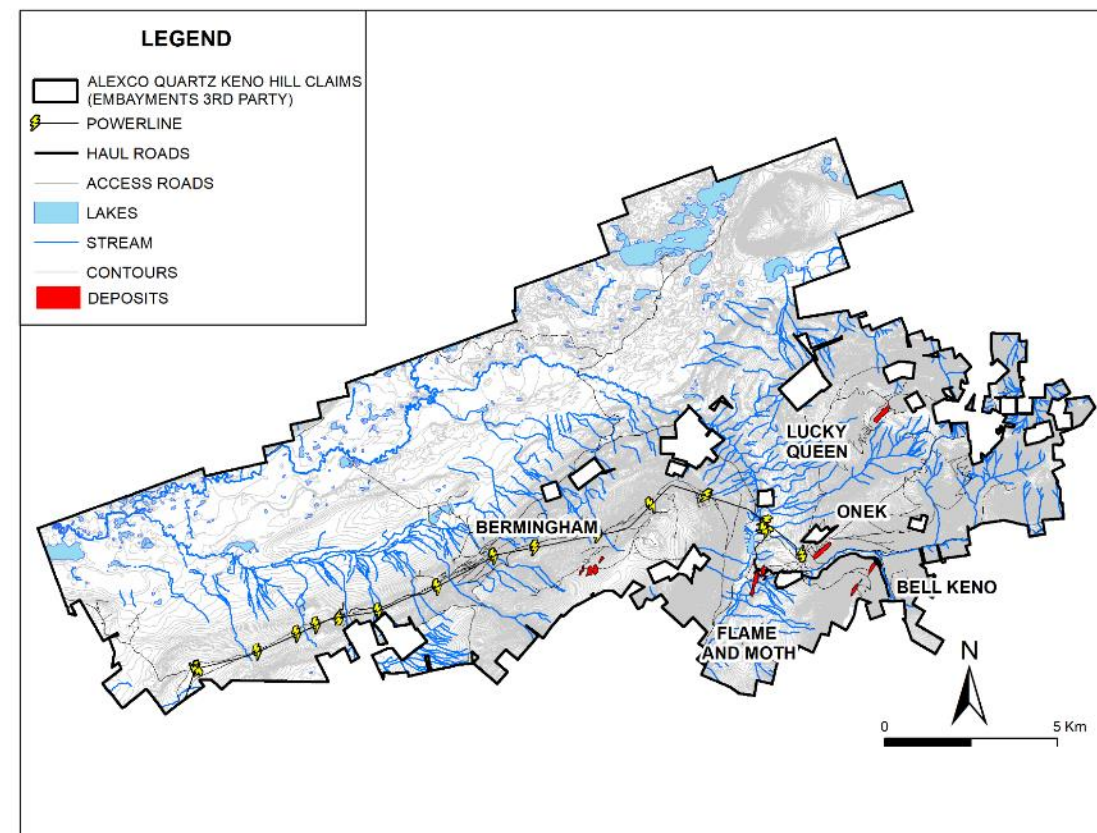 LEGEND
ALEXCO QUARTZ KENO HILL CLAIMS
(EMBAYMENTS 3RD PARTY)
POWERLINE
HAUL ROADS
ACCESS ROADS
LAKES
STREAM
CONTOURS
DEPOSITS
LUCKY
QUEEN
ONEK
BERMINGHAM
BELL KENO
FLAME
AND MOTH
N
0 5 Km